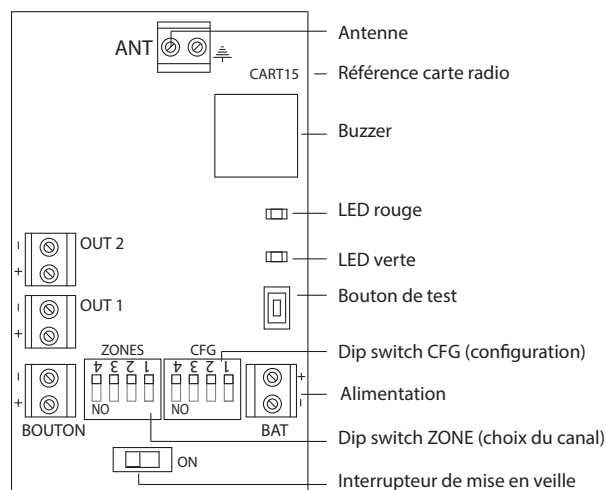 ANT
Antenne
CART15
Référence carte radio
Buzzer
LED rouge
- OUT 2
+
LED verte
- OUT 1
+
Bouton de test
ZONES
CFG
Dip switch CFG (configuration)
4 3 2 1
4 3 2 1
-
+
NO
NO
+
-
Alimentation
BOUTON
BAT
Dip switch ZONE (choix du canal)
ON
Interrupteur de mise en veille